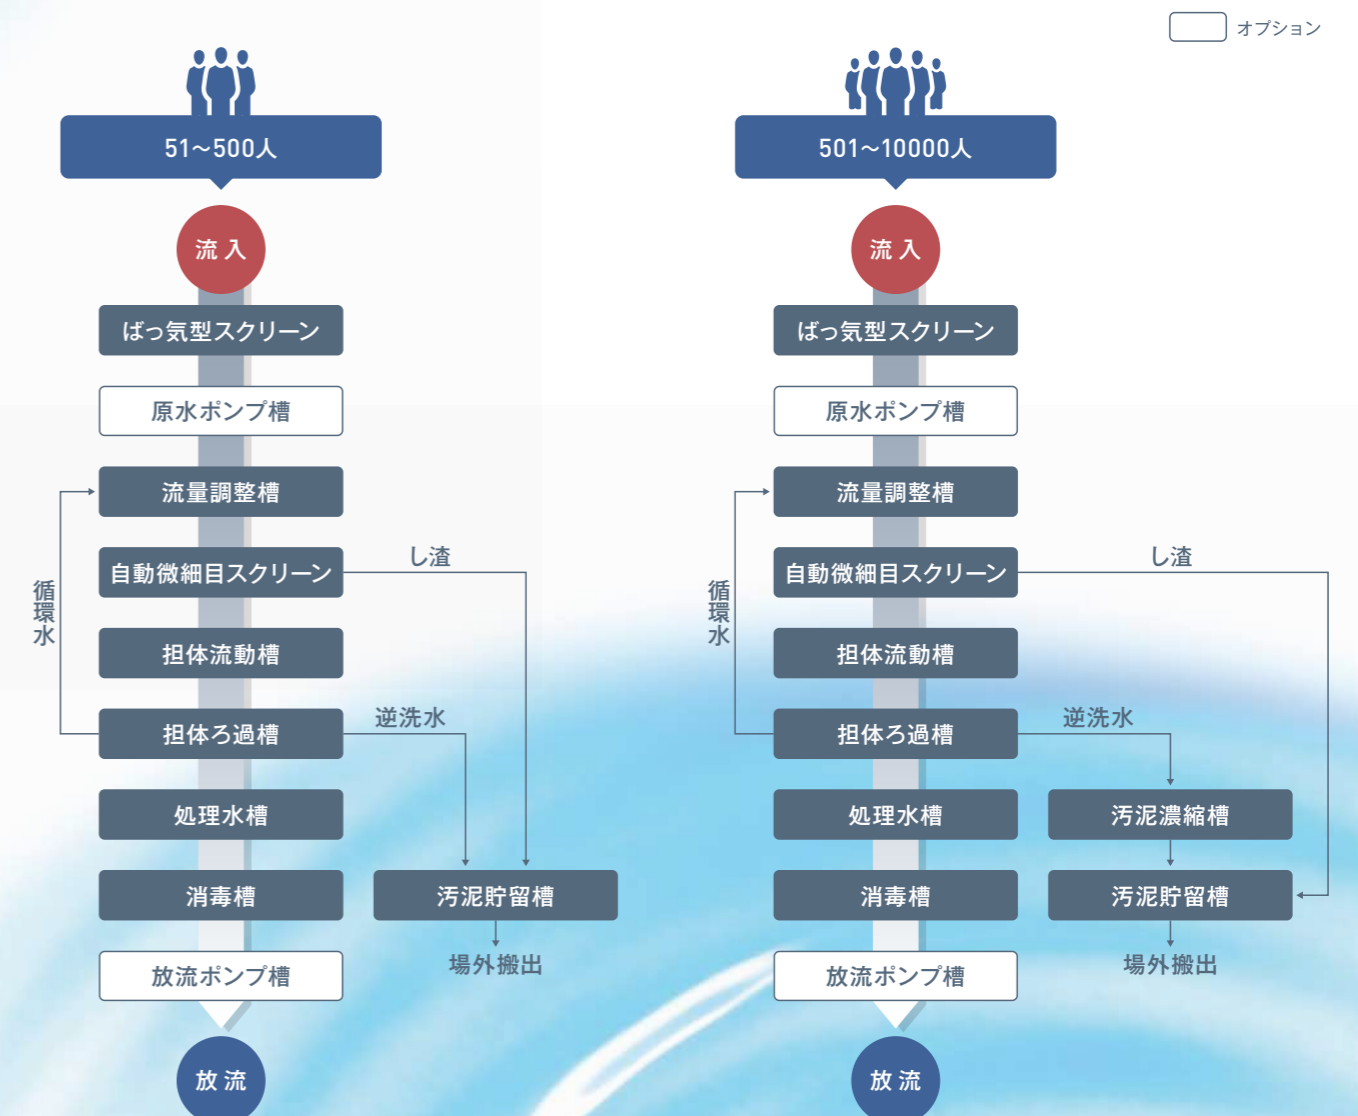 オプション
51〜500人
流入
ばっ気型スクリーン
原水ポンプ槽
流量調整槽
自動微細目スクリーン
し渣
循環水
担体流動槽
担体ろ過槽
逆洗水
処理水槽
消毒槽
汚泥貯留槽
放流ポンプ槽
場外搬出
放流
501〜10000人
流入
ばっ気型スクリーン
原水ポンプ槽
流量調整槽
自動微細目スクリーン
し渣
循環水
担体流動槽
担体ろ過槽
逆洗水
処理水槽
汚泥濃縮槽
消毒槽
汚泥貯留槽
放流ポンプ槽
場外搬出
放流